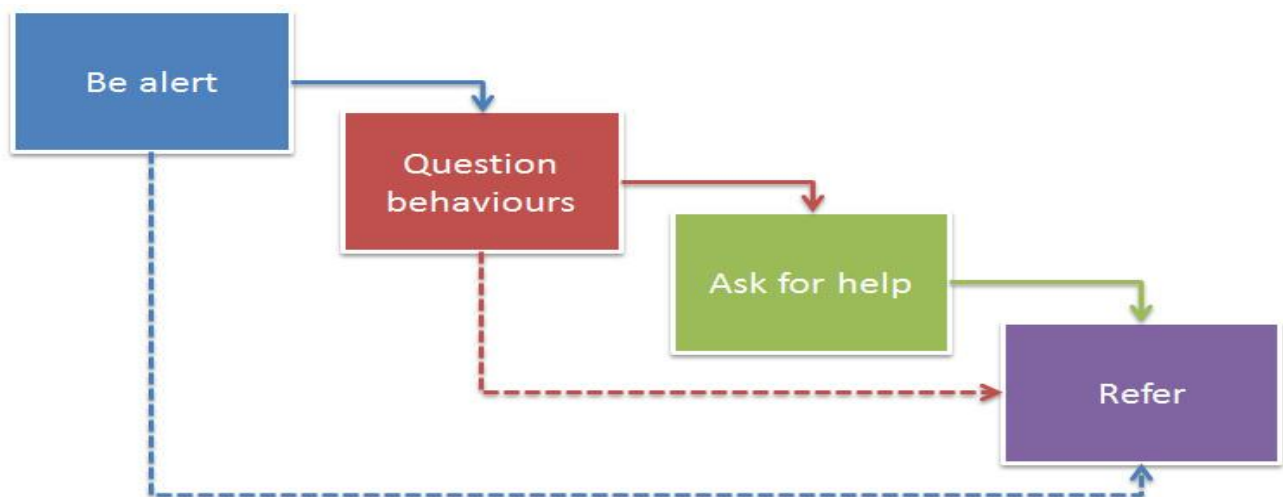 Be alert
Question
behaviours
Ask for help
Refer